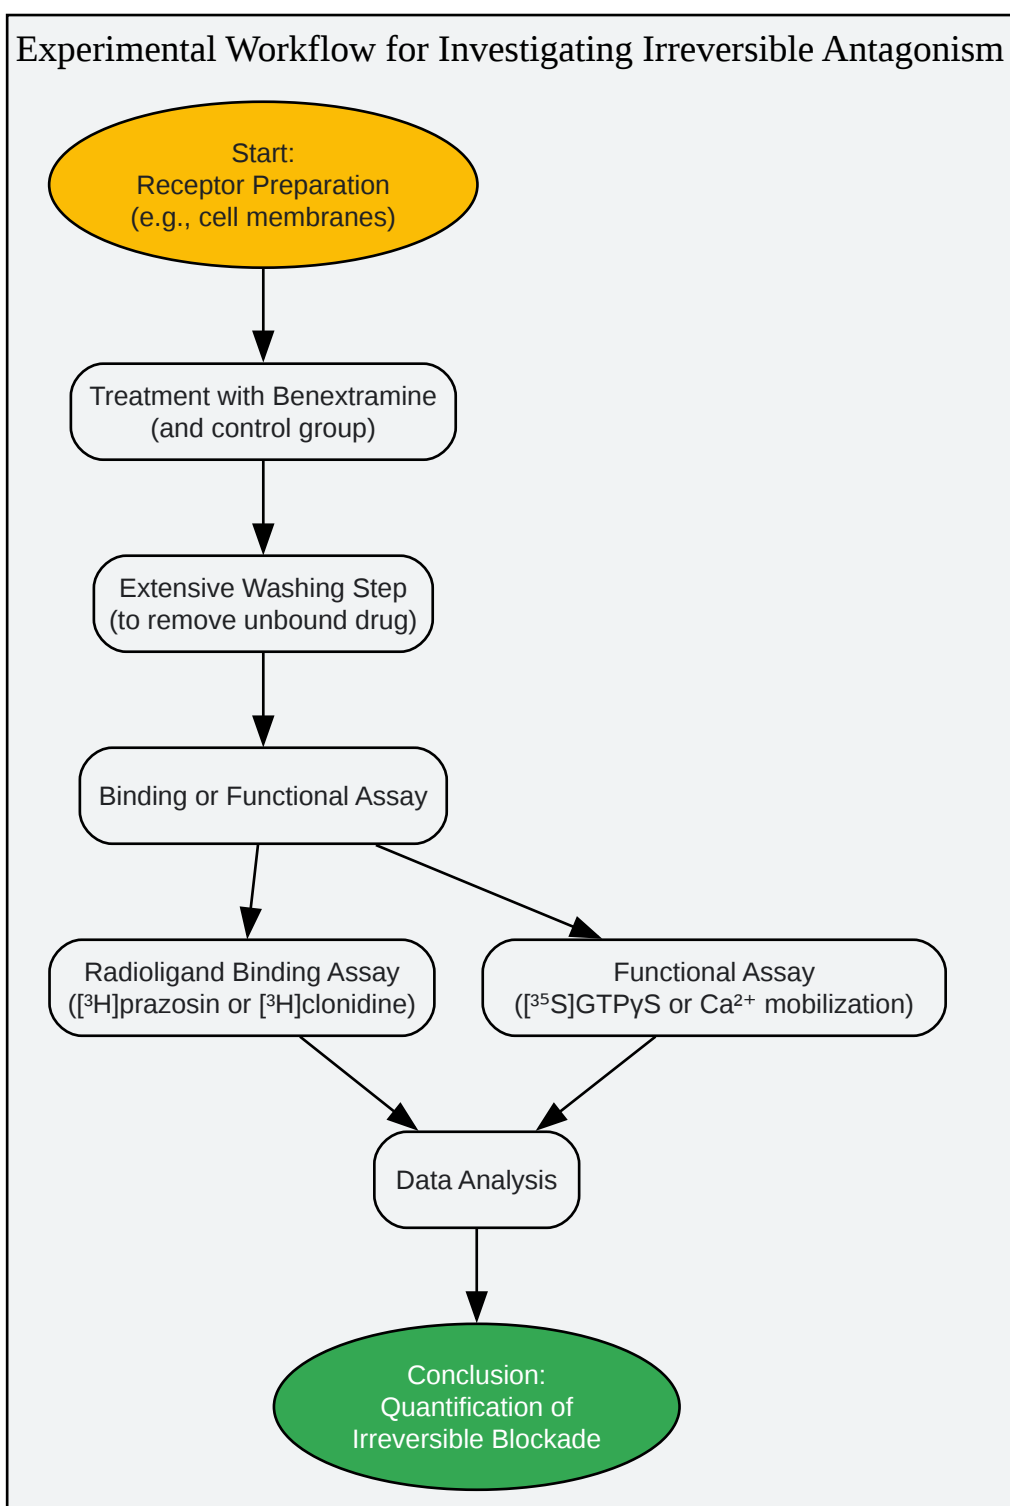 Experimental Workflow for Investigating Irreversible Antagonism
Start:
Receptor Preparation
(e.g., cell membranes)
Treatment with Benextramine
(and control group)
Extensive Washing Step
(to remove unbound drug)
Binding or Functional Assay
Radioligand Binding Assay
([³H]prazosin or [³H]clonidine)
Functional Assay
([³⁵S]GTPγS or Ca²⁺ mobilization)
Data Analysis
Conclusion:
Quantification of
Irreversible Blockade